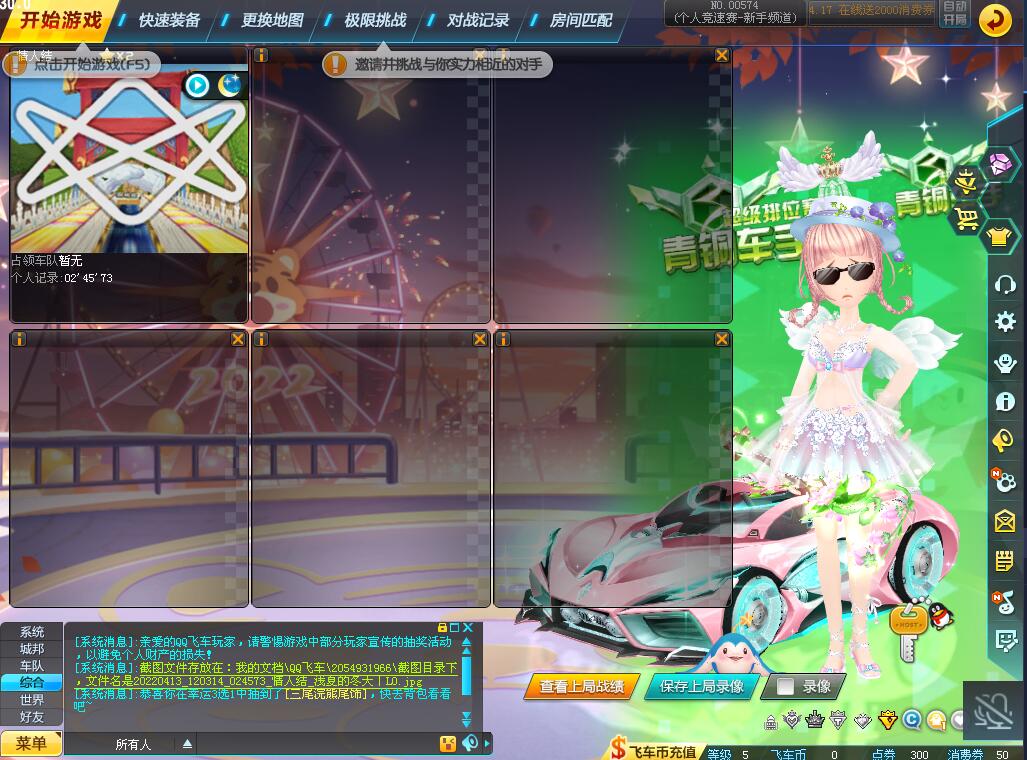 30.0
开始游戏
快速装备
更换地图
极限挑战
对战记录
房间匹配
NO.00574
(个人竞速赛-新手频道)
4.17 在线送2000消费券
自动
开局
情人结
X2
点击开始游戏(F5)
邀请并挑战与你实力相近的对手
占领车队暂无
个人记录:02'45'73
超级排位赛
青铜车手
青铜
2022
HOST
系统
城邦
车队
综合
世界
好友
[系统消息]:亲爱的QQ飞车玩家,请警惕游戏中部分玩家宣传的抽奖活动
,以避免个人财产的损失!
[系统消息]:截图文件存放在:我的文档\QQ飞车\2054931966\截图目录下
,文件名是20220413_120314_024573_情人结_浅夏的冬天丨LO.jpg
[系统消息]:恭喜你在幸运3选1中抽到了[三尾浣熊尾饰],快去背包看看
吧~
查看上局战绩
保存上局录像
录像
菜单
所有人
飞车币充值
等级 5
飞车币 0
点券 300
消费券 50